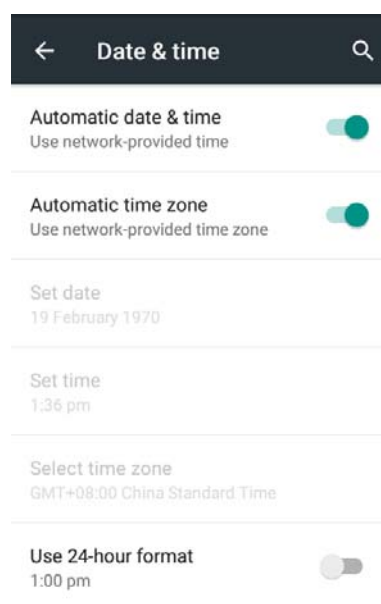 Date & time
Automatic date & time
Use network-provided time
Automatic time zone
Use network-provided time zone
Set date
19 February 1970
Set time
1:36 pm
Select time zone
GMT+08:00 China Standard Time
Use 24-hour format
1:00 pm